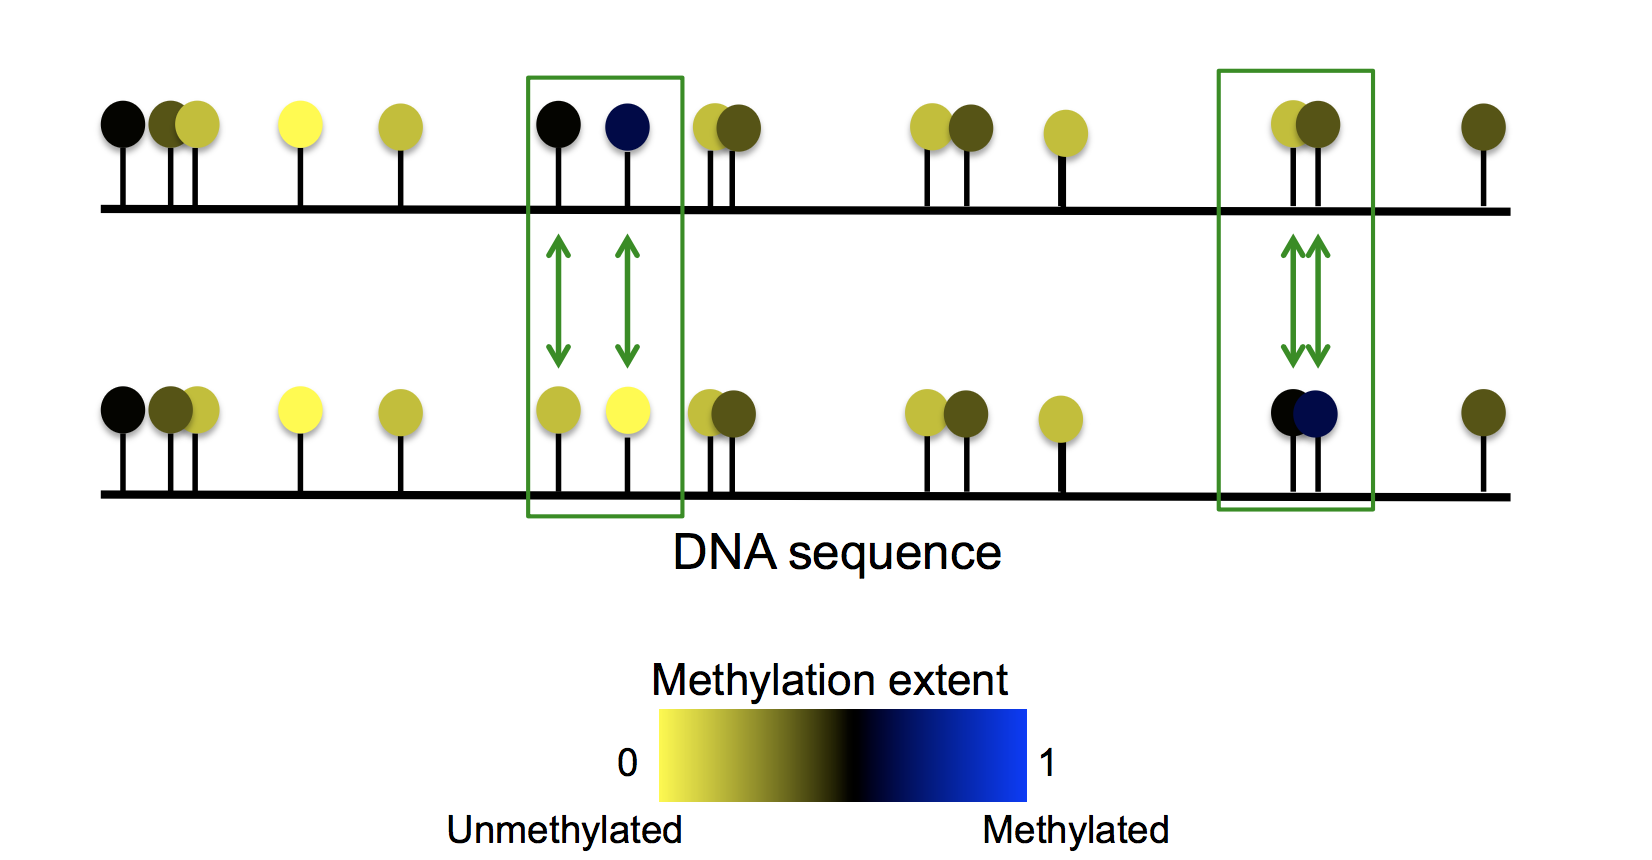 DNA sequence
Methylation extent
0 1
Unmethylated Methylated